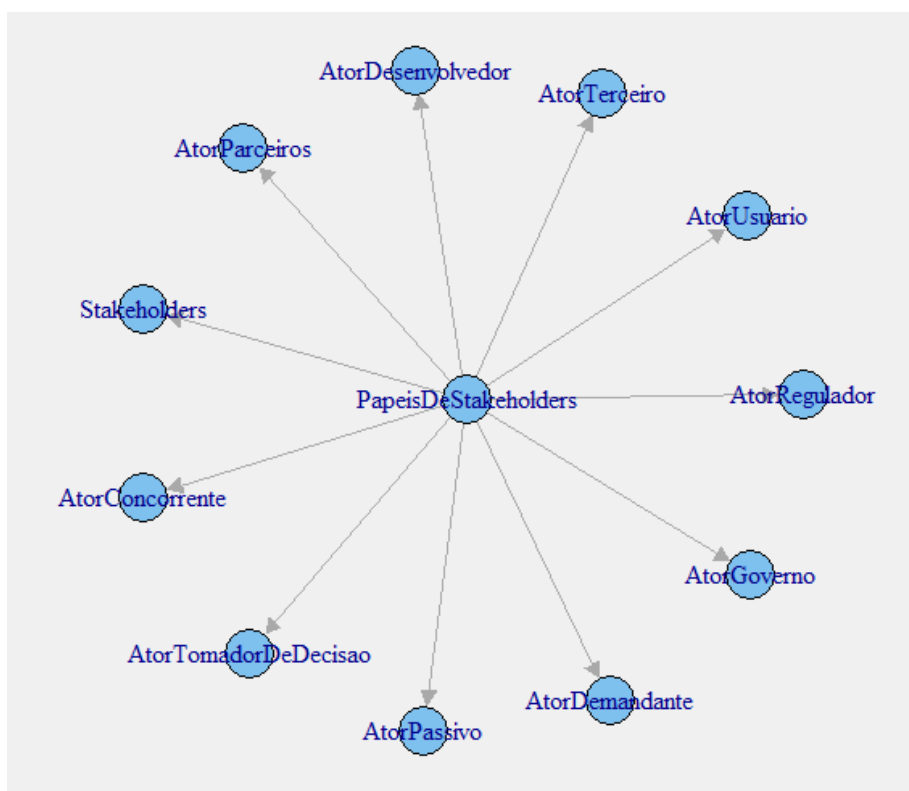 AtorDesenvolvedor
AtorTerceiro
AtorParceiros
AtorUsuario
Stakeholders
PapeisDeStakeholders
AtorRegulador
AtorConcorrente
AtorGoverno
AtorTomadorDeDecisao
AtorDemandante
AtorPassivo